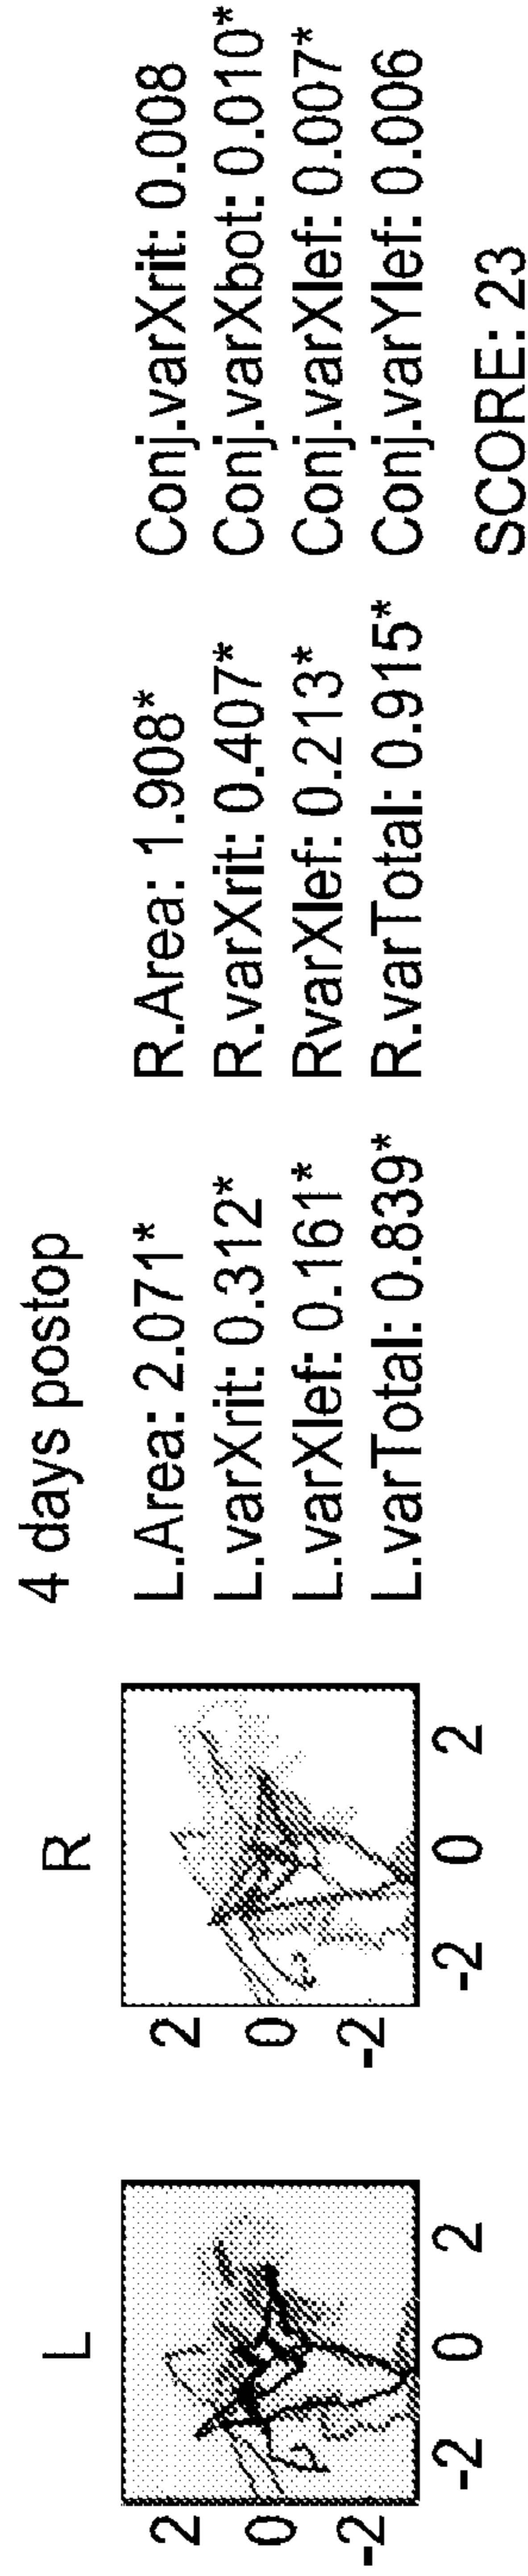 4 days postop
L
R
2
0
-2
-2
0
2
2
0
-2
-2
0
2
L.Area: 2.071*
L.varXrit: 0.312*
L.varXlef: 0.161*
L.varTotal: 0.839*
R.Area: 1.908*
R.varXrit: 0.407*
RvarXlef: 0.213*
R.varTotal: 0.915*
Conj.varXrit: 0.008
Conj.varXbot: 0.010*
Conj.varXlef: 0.007*
Conj.varYlef: 0.006
SCORE: 23